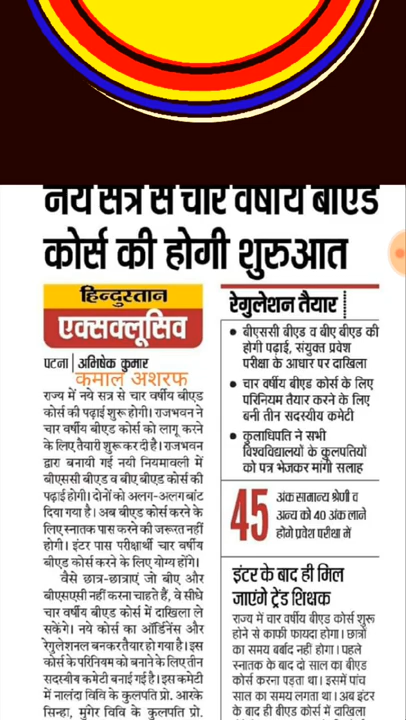 नये सत्र से चार वर्षीय बीएड
कोर्स की होगी शुरुआत
हिन्दुस्तान
एक्सक्लूसिव
पटना | अभिषेक कुमार
कमाल अशरफ
राज्य में नये सत्र से चार वर्षीय बीएड
कोर्स की पढ़ाई शुरू होगी। राजभवन ने
चार वर्षीय बीएड कोर्स को लागू करने
के लिए तैयारी शुरू कर दी है। राजभवन
द्वारा बनायी गई नयी नियमावली में
बीएससी बीएड व बीए बीएड कोर्स की
पढ़ाई होगी। दोनों को अलग-अलग बांट
दिया गया है। अब बीएड कोर्स करने के
लिए स्नातक पास करने की जरूरत नहीं
होगी। इंटर पास परीक्षार्थी चार वर्षीय
बीएड कोर्स करने के लिए योग्य होंगे।
वैसे छात्र-छात्राएं जो बीए और
बीएसएसी नहीं करना चाहते हैं, वे सीधे
चार वर्षीय बीएड कोर्स में दाखिला ले
सकेंगे। नये कोर्स का ऑर्डिनेंस और
रेगुलेशनल बनकर तैयार हो गया है। इस
कोर्स के परिनियम को बनाने के लिए तीन
सदस्यीय कमेटी बनाई गई है। इस कमेटी
में नालंदा विवि के कुलपति प्रो. आरके
सिन्हा, मुंगेर विवि के कुलपति प्रो.
रेगुलेशन तैयार
• बीएससी बीएड व बीए बीएड की
होगी पढ़ाई, संयुक्त प्रवेश
परीक्षा के आधार पर दाखिला
• चार वर्षीय बीएड कोर्स के लिए
परिनियम तैयार करने के लिए
बनी तीन सदस्यीय कमेटी
• कुलाधिपति ने सभी
विश्वविद्यालयों के कुलपतियों
को पत्र भेजकर मांगी सलाह
45 अंक सामान्य श्रेणी व
अन्य को 40 अंक लाने
होंगे प्रवेश परीक्षा में
इंटर के बाद ही मिल
जाएंगे ट्रेंड शिक्षक
राज्य में चार वर्षीय बीएड कोर्स शुरू
होने से काफी फायदा होगा। छात्रों
का समय बर्बाद नहीं होगा। पहले
स्नातक के बाद दो साल का बीएड
कोर्स करना पड़ता था। इसमें पांच
साल का समय लगता था। अब इंटर
के बाद ही बीएड कोर्स में दाखिला